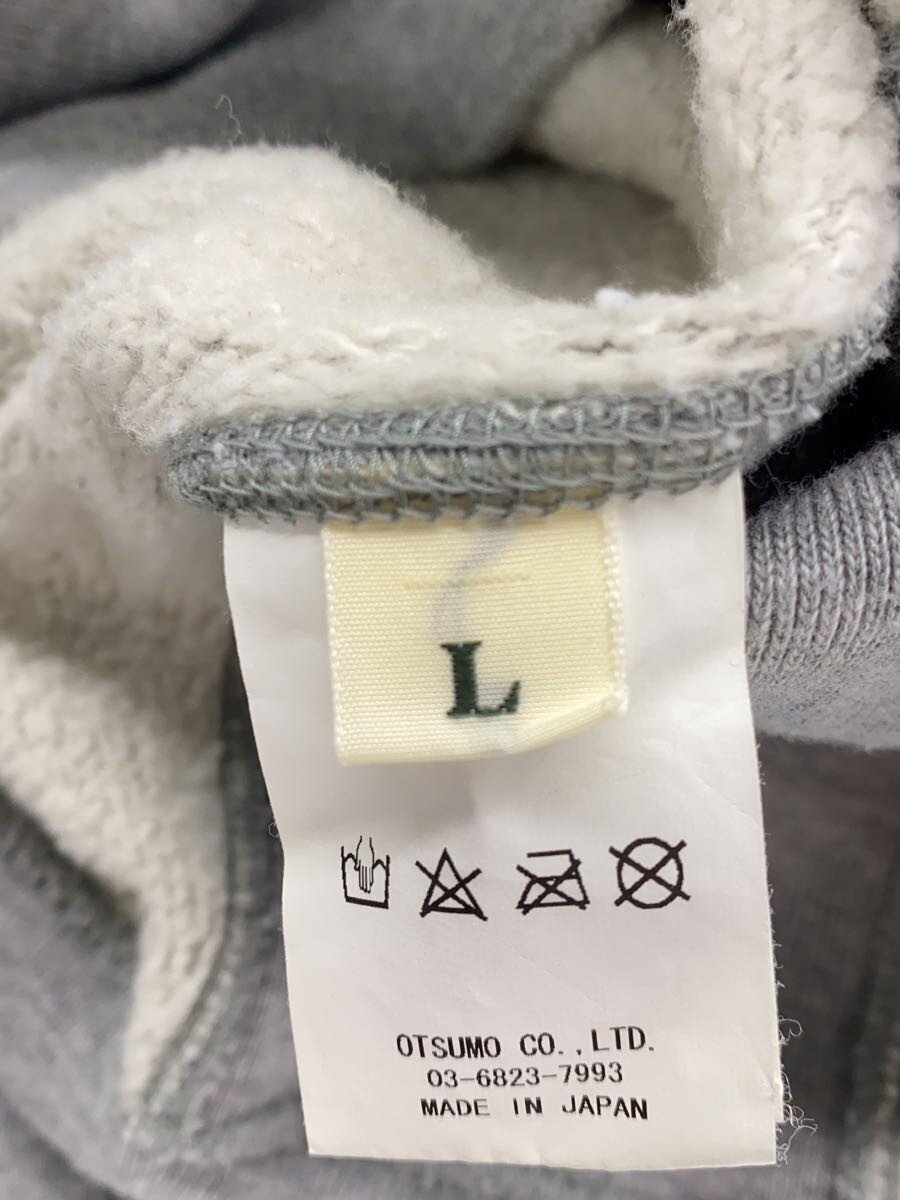 L
OTSUMO CO.,LTD.
03-6823-7993
MADE IN JAPAN